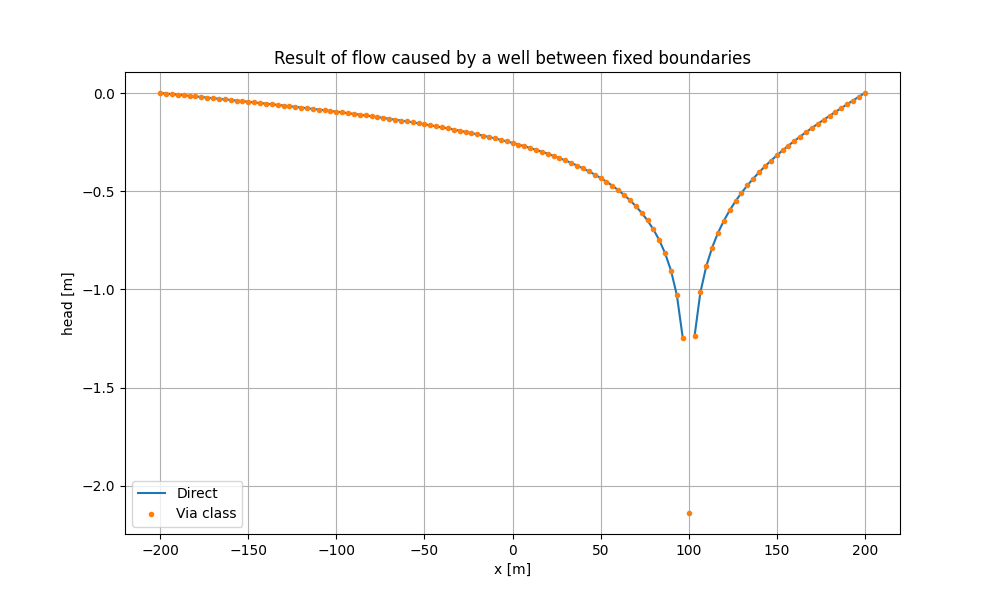 Result of flow caused by a well between fixed boundaries
head [m]
0.0
−0.5
−1.0
−1.5
−2.0
Direct
Via class
−200 −150 −100 −50 0 50 100 150 200
x [m]